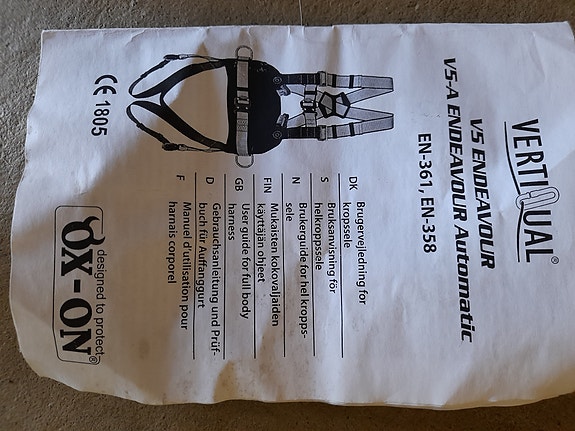 VERTIQUAL®
V5 ENDEAVOUR
V5-A ENDEAVOUR Automatic
EN-361, EN-358
DK Brugervejledning for
kropssele
S Bruksanvisning för
helkroppssele
N Brukerguide for hel kropps-
sele
FIN Mukaisten kokovaljaiden
käyttäjän ohjeet
GB User guide for full body
harness
D Gebrauchsanleitung und Prüf-
buch für Auffanggurt
F Manuel d'utilisation pour
harnais corporel
CE 1805
designed to protect
OX-ON®